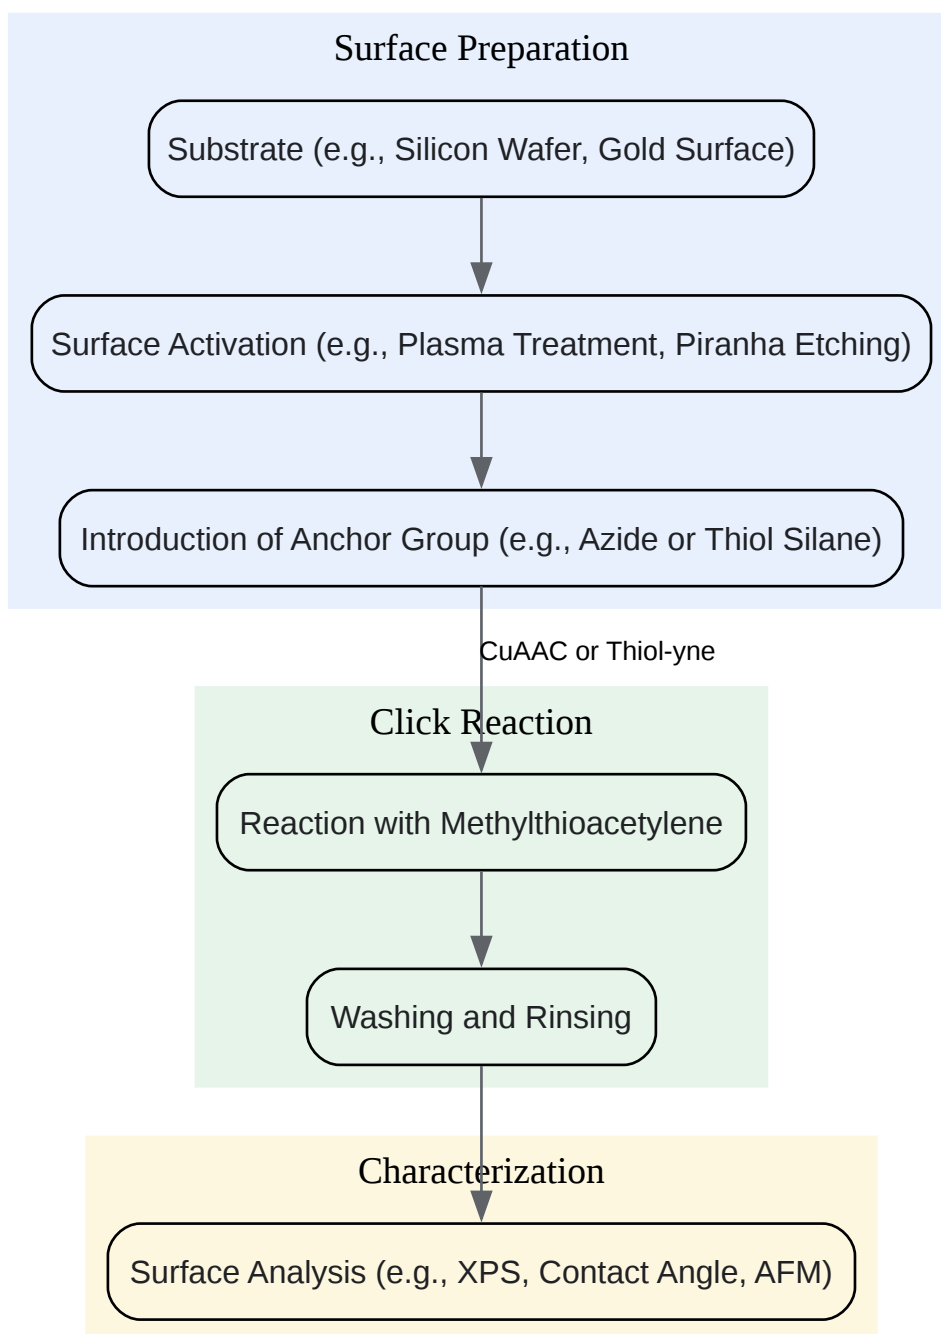 Surface Preparation
Substrate (e.g., Silicon Wafer, Gold Surface)
Surface Activation (e.g., Plasma Treatment, Piranha Etching)
Introduction of Anchor Group (e.g., Azide or Thiol Silane)
CuAAC or Thiol-yne
Click Reaction
Reaction with Methylthioacetylene
Washing and Rinsing
Characterization
Surface Analysis (e.g., XPS, Contact Angle, AFM)